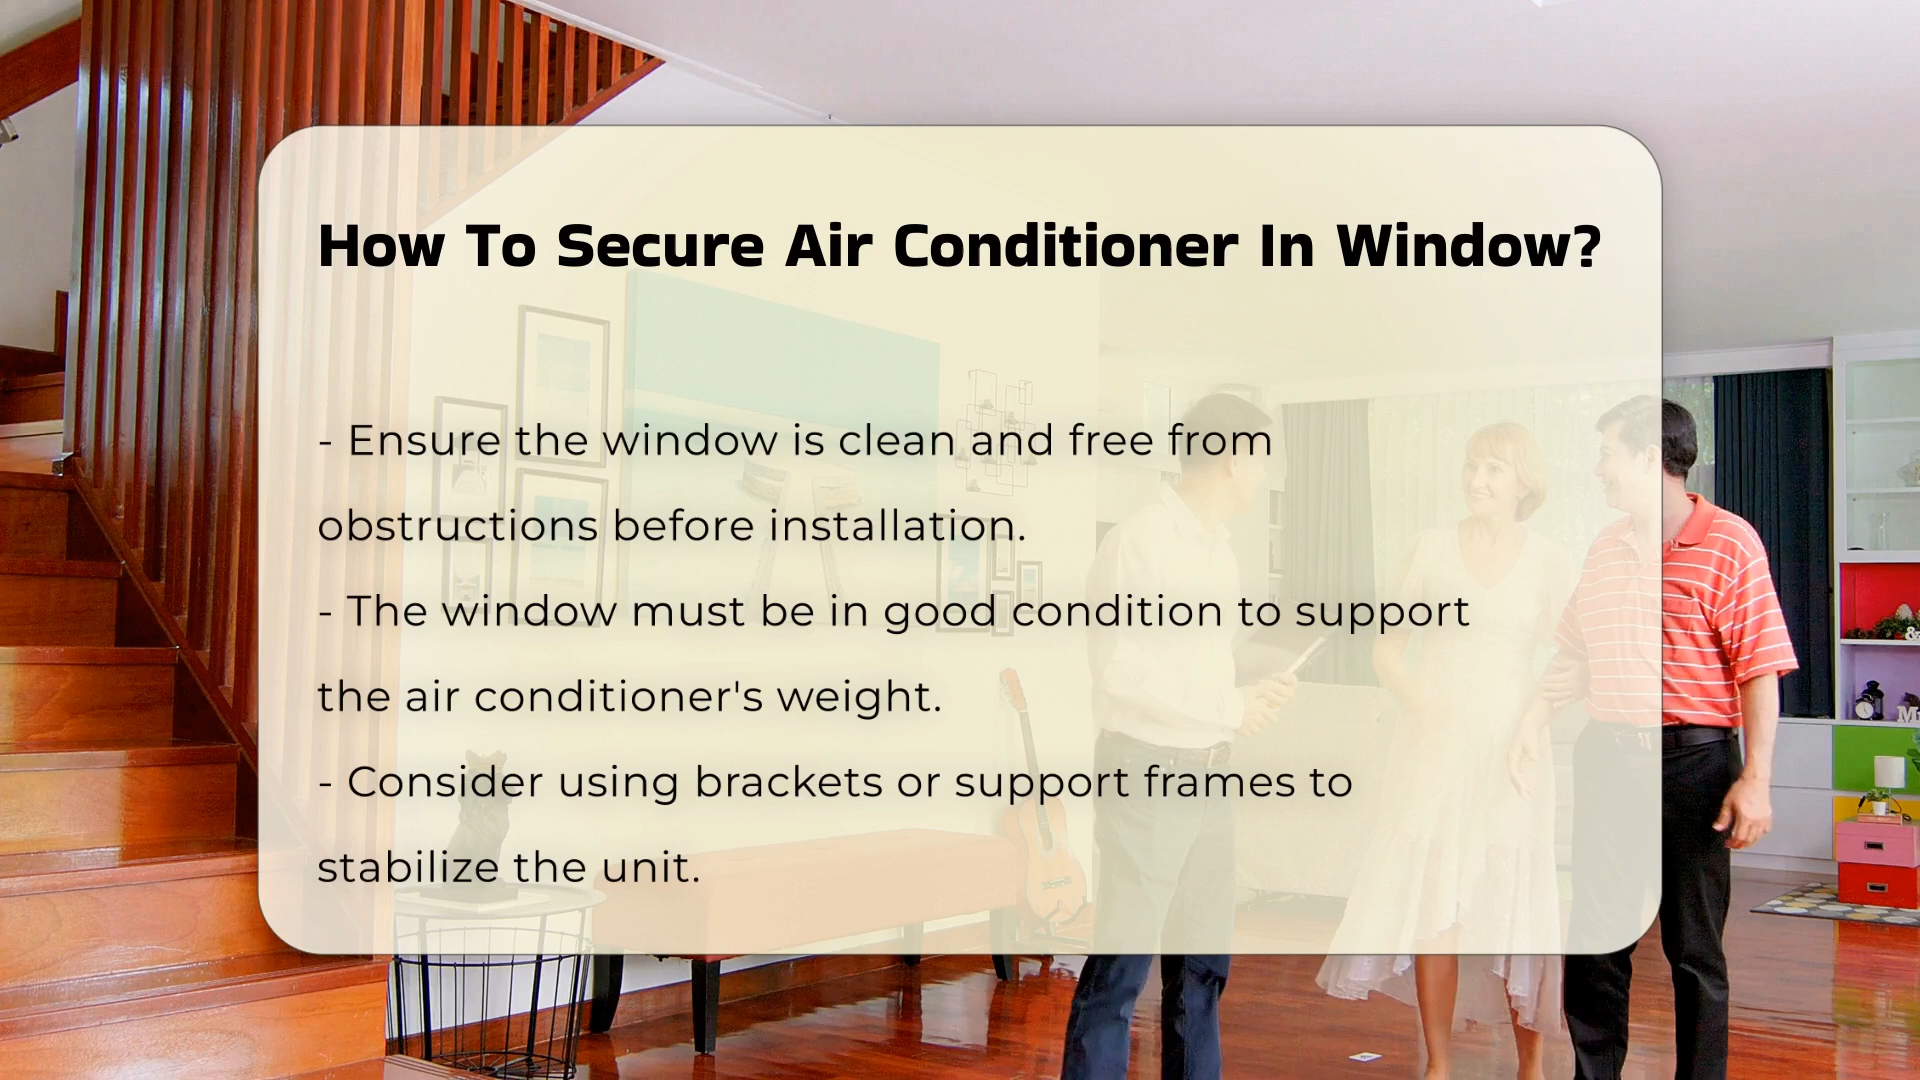 How To Secure Air Conditioner In Window?
- Ensure the window is clean and free from
obstructions before installation.
- The window must be in good condition to support
the air conditioner's weight.
- Consider using brackets or support frames to
stabilize the unit.